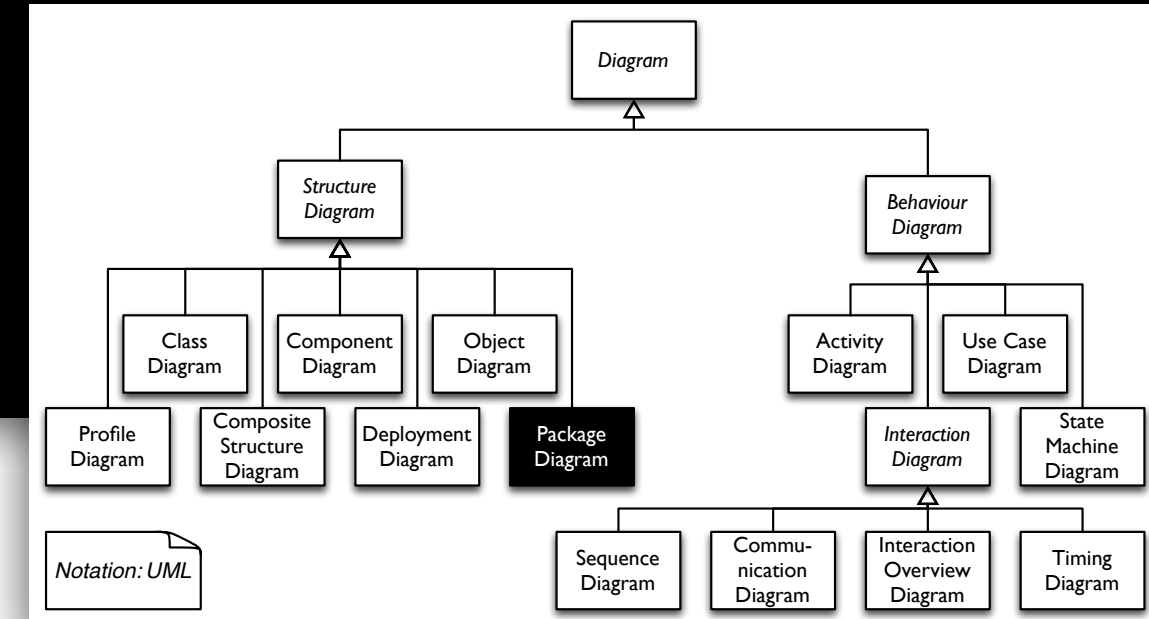 Diagram
Structure
Diagram
Behaviour
Diagram
Class
Diagram
Component
Diagram
Object
Diagram
Activity
Diagram
Use Case
Diagram
Profile
Diagram
Composite
Structure
Diagram
Deployment
Diagram
Package
Diagram
Interaction
Diagram
State
Machine
Diagram
Notation: UML
Sequence
Diagram
Commu-
nication
Diagram
Interaction
Overview
Diagram
Timing
Diagram